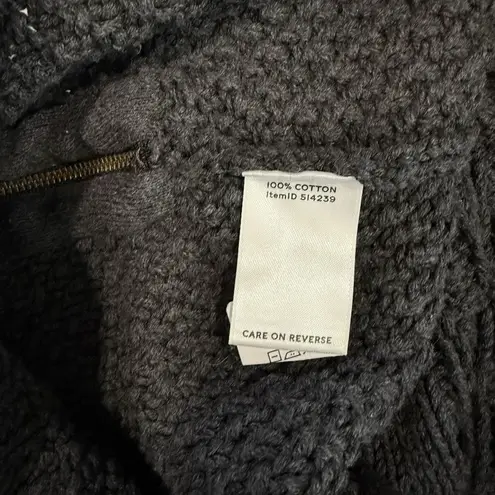 100% COTTON
ItemID 514239
CARE ON REVERSE